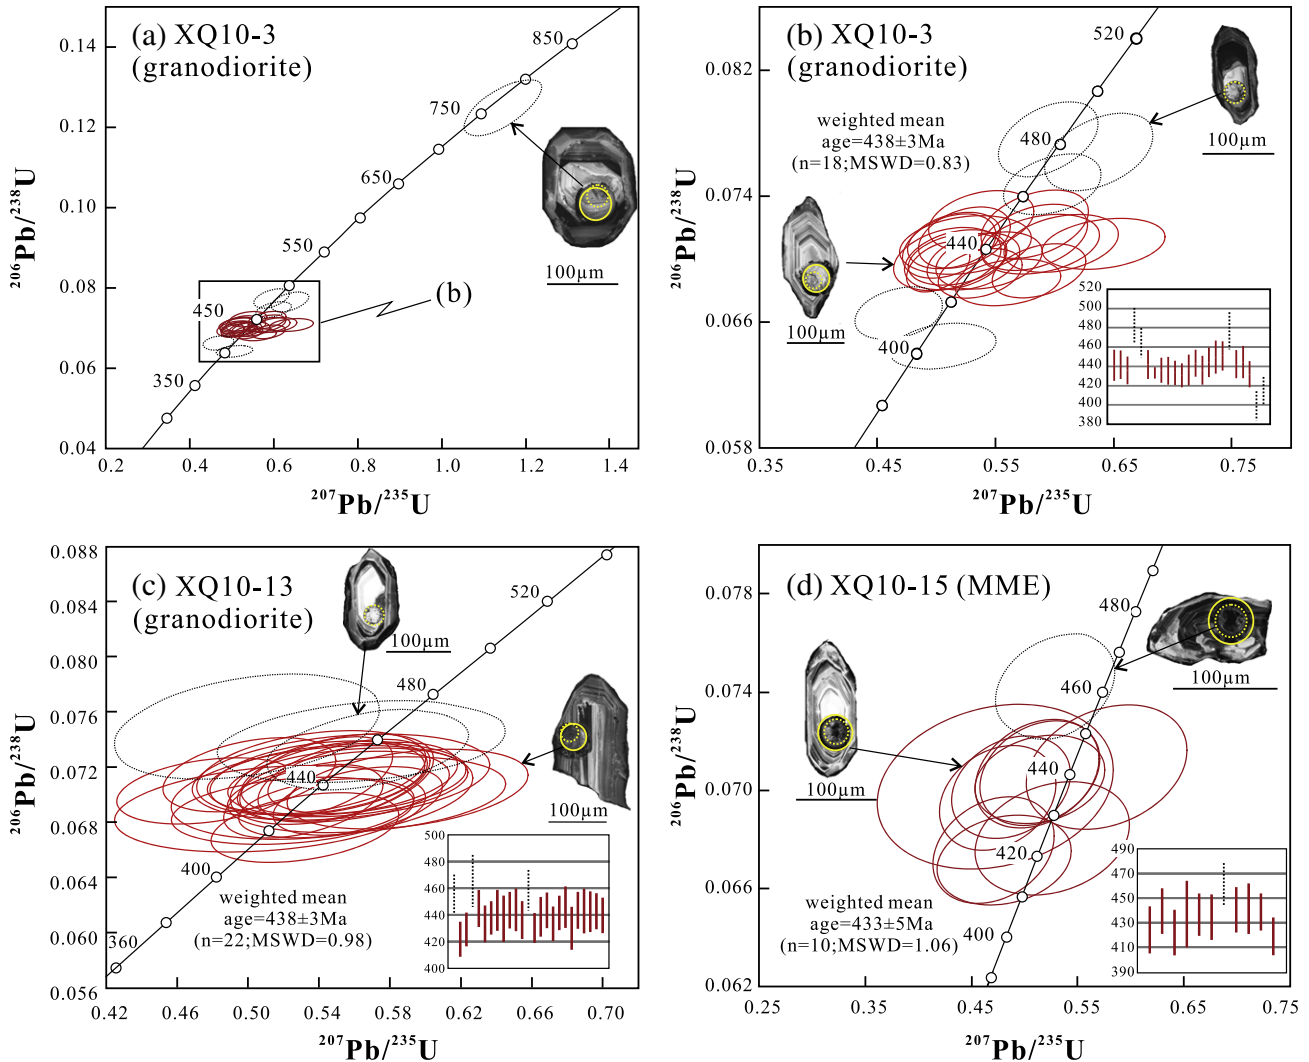 (a) XQ10-3
(granodiorite)
0.14
0.12
0.10
0.08
0.06
0.04
0.2
0.4
0.6
0.8
1.0
1.2
1.4
850
750
650
550
450
350
(b)
100μm
206Pb/238U
207Pb/235U
(b) XQ10-3
(granodiorite)
weighted mean
age=438±3Ma
(n=18;MSWD=0.83)
0.082
0.074
0.066
0.058
0.35
0.45
0.55
0.65
0.75
520
480
440
400
100μm
100μm
520
500
480
460
440
420
400
380
206Pb/238U
207Pb/235U
(c) XQ10-13
(granodiorite)
0.088
0.084
0.080
0.076
0.072
0.068
0.064
0.060
0.056
0.42
0.46
0.50
0.54
0.58
0.62
0.66
0.70
520
480
440
400
360
100μm
100μm
weighted mean
age=438±3Ma
(n=22;MSWD=0.98)
500
480
460
440
420
400
206Pb/238U
207Pb/235U
(d) XQ10-15 (MME)
0.078
0.074
0.070
0.066
0.062
0.25
0.35
0.45
0.55
0.65
0.75
480
460
440
420
400
100μm
100μm
weighted mean
age=433±5Ma
(n=10;MSWD=1.06)
490
470
450
430
410
390
206Pb/238U
207Pb/235U